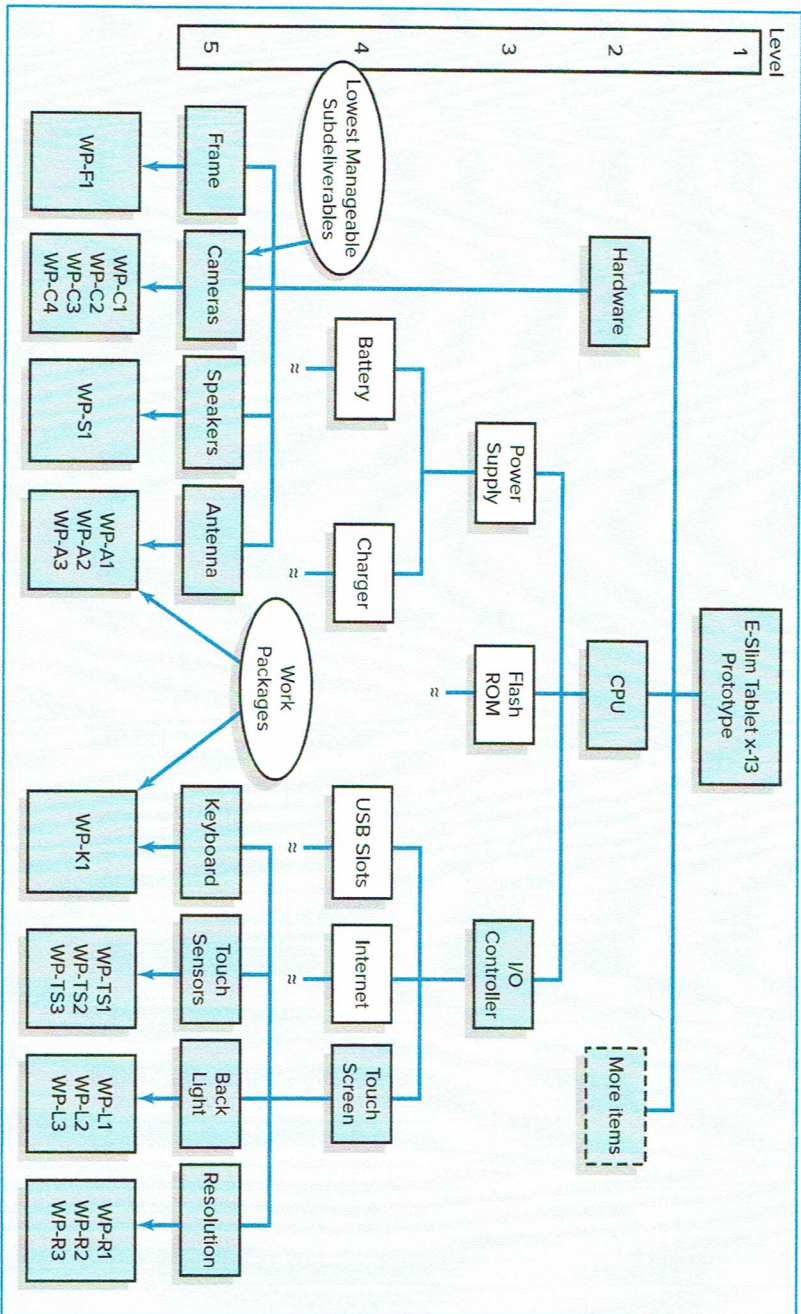 Level
1
2
3
4
5
E-Slim Tablet x-13
Prototype
Hardware
CPU
More items
Power
Supply
Flash
ROM
I/O
Controller
Lowest Manageable
Subdeliverables
Battery
Charger
USB Slots
Internet
Touch
Screen
Frame
Cameras
Speakers
Antenna
Work
Packages
Keyboard
Touch
Sensors
Back
Light
Resolution
WP-F1
WP-C1
WP-C2
WP-C3
WP-C4
WP-S1
WP-A1
WP-A2
WP-A3
WP-K1
WP-TS1
WP-TS2
WP-TS3
WP-L1
WP-L2
WP-L3
WP-R1
WP-R2
WP-R3